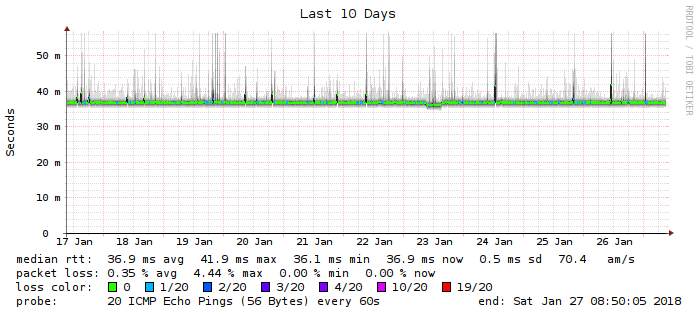 Last 10 Days
RRDTOOL / TOBI OETIKER
Seconds
50 m
40 m
30 m
20 m
10 m
0
17 Jan 18 Jan 19 Jan 20 Jan 21 Jan 22 Jan 23 Jan 24 Jan 25 Jan 26 Jan
median rtt: 36.9 ms avg 41.9 ms max 36.1 ms min 36.9 ms now 0.5 ms sd 70.4 am/s
packet loss: 0.35 % avg 4.44 % max 0.00 % min 0.00 % now
loss color: 0 1/20 2/20 3/20 4/20 10/20 19/20
probe: 20 ICMP Echo Pings (56 Bytes) every 60s end: Sat Jan 27 08:50:05 2018